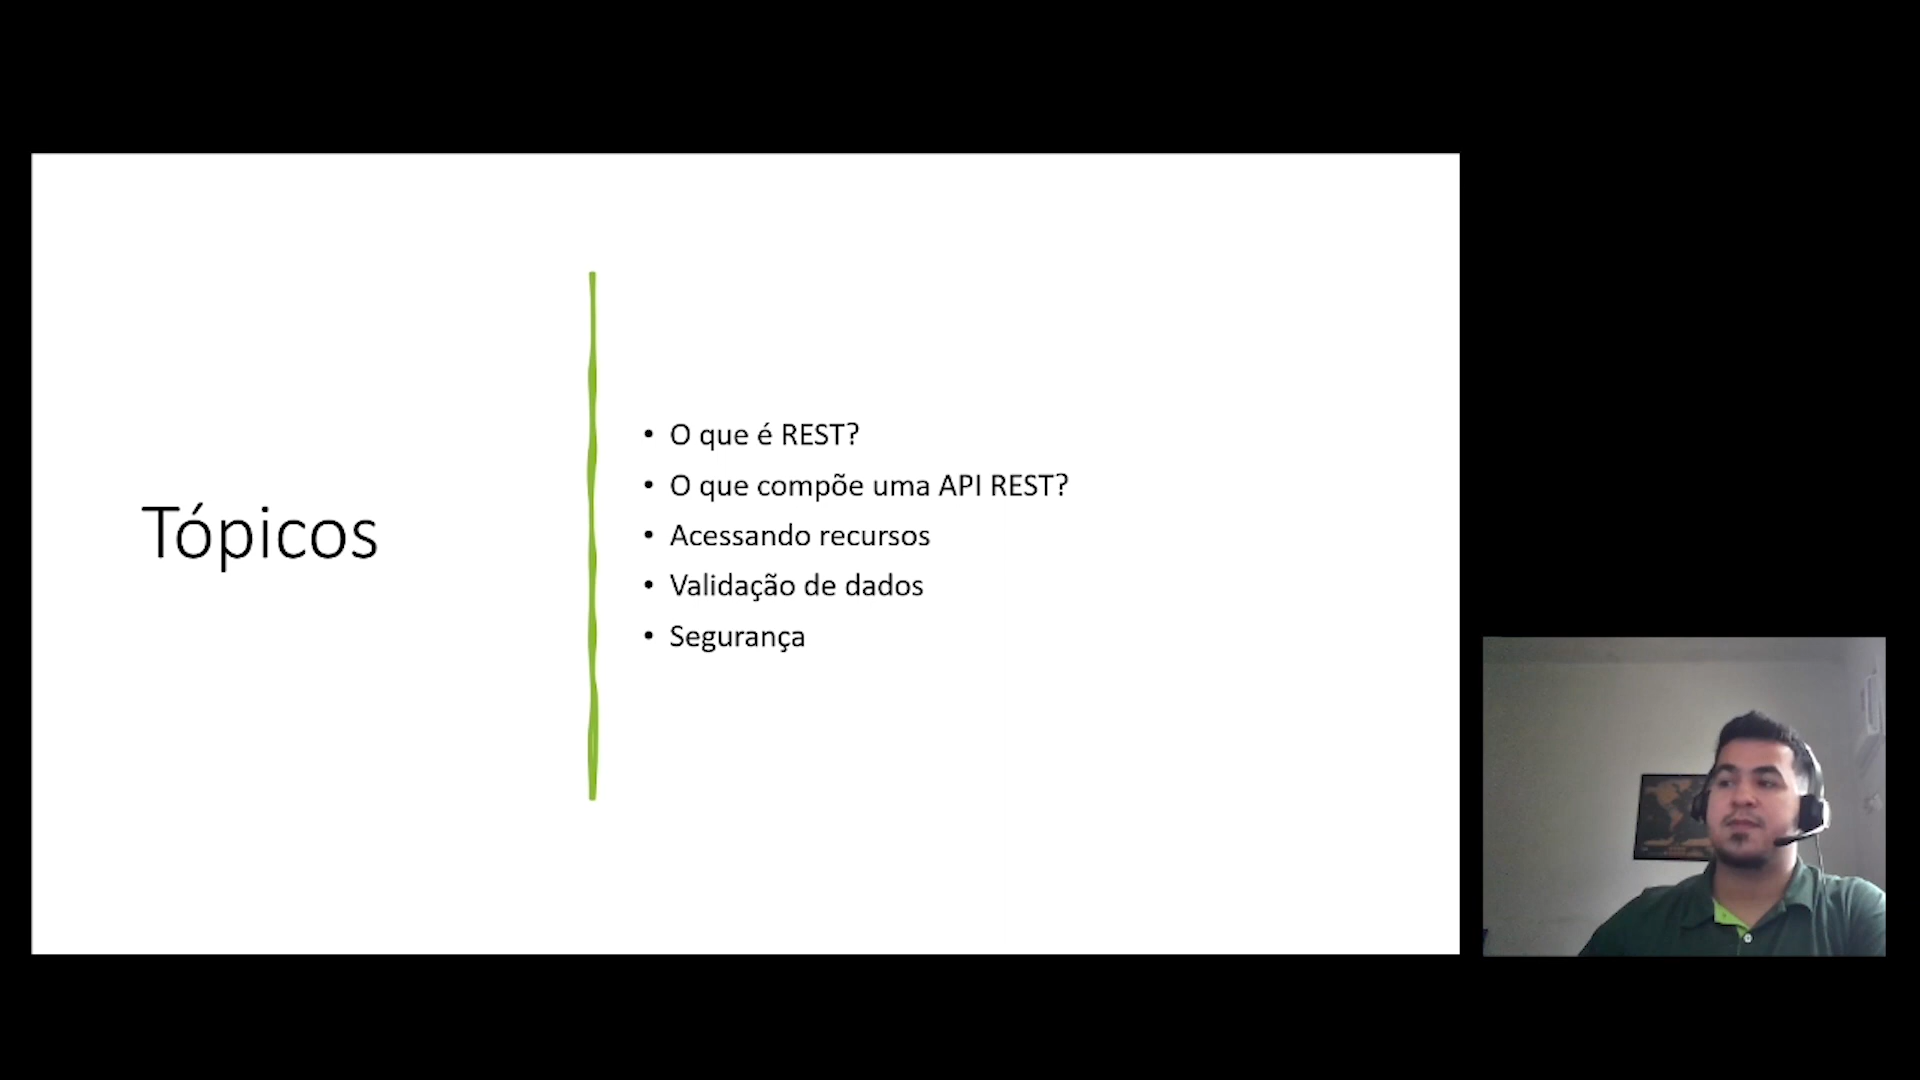 Tópicos
• O que é REST?
• O que compõe uma API REST?
• Acessando recursos
• Validação de dados
• Segurança